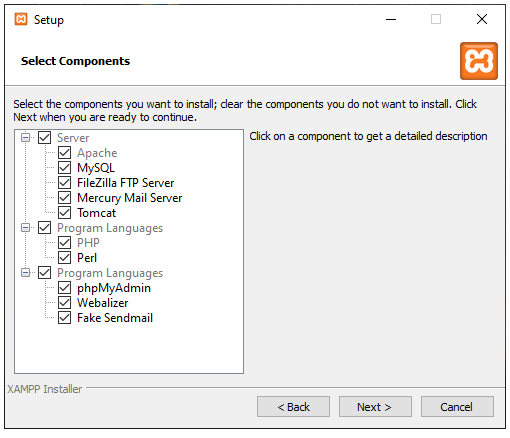 Setup
Select Components
Select the components you want to install; clear the components you do not want to install. Click
Next when you are ready to continue.
Server
Apache
MySQL
FileZilla FTP Server
Mercury Mail Server
Tomcat
Program Languages
PHP
Perl
Program Languages
phpMyAdmin
Webalizer
Fake Sendmail
Click on a component to get a detailed description
XAMPP Installer
< Back
Next >
Cancel